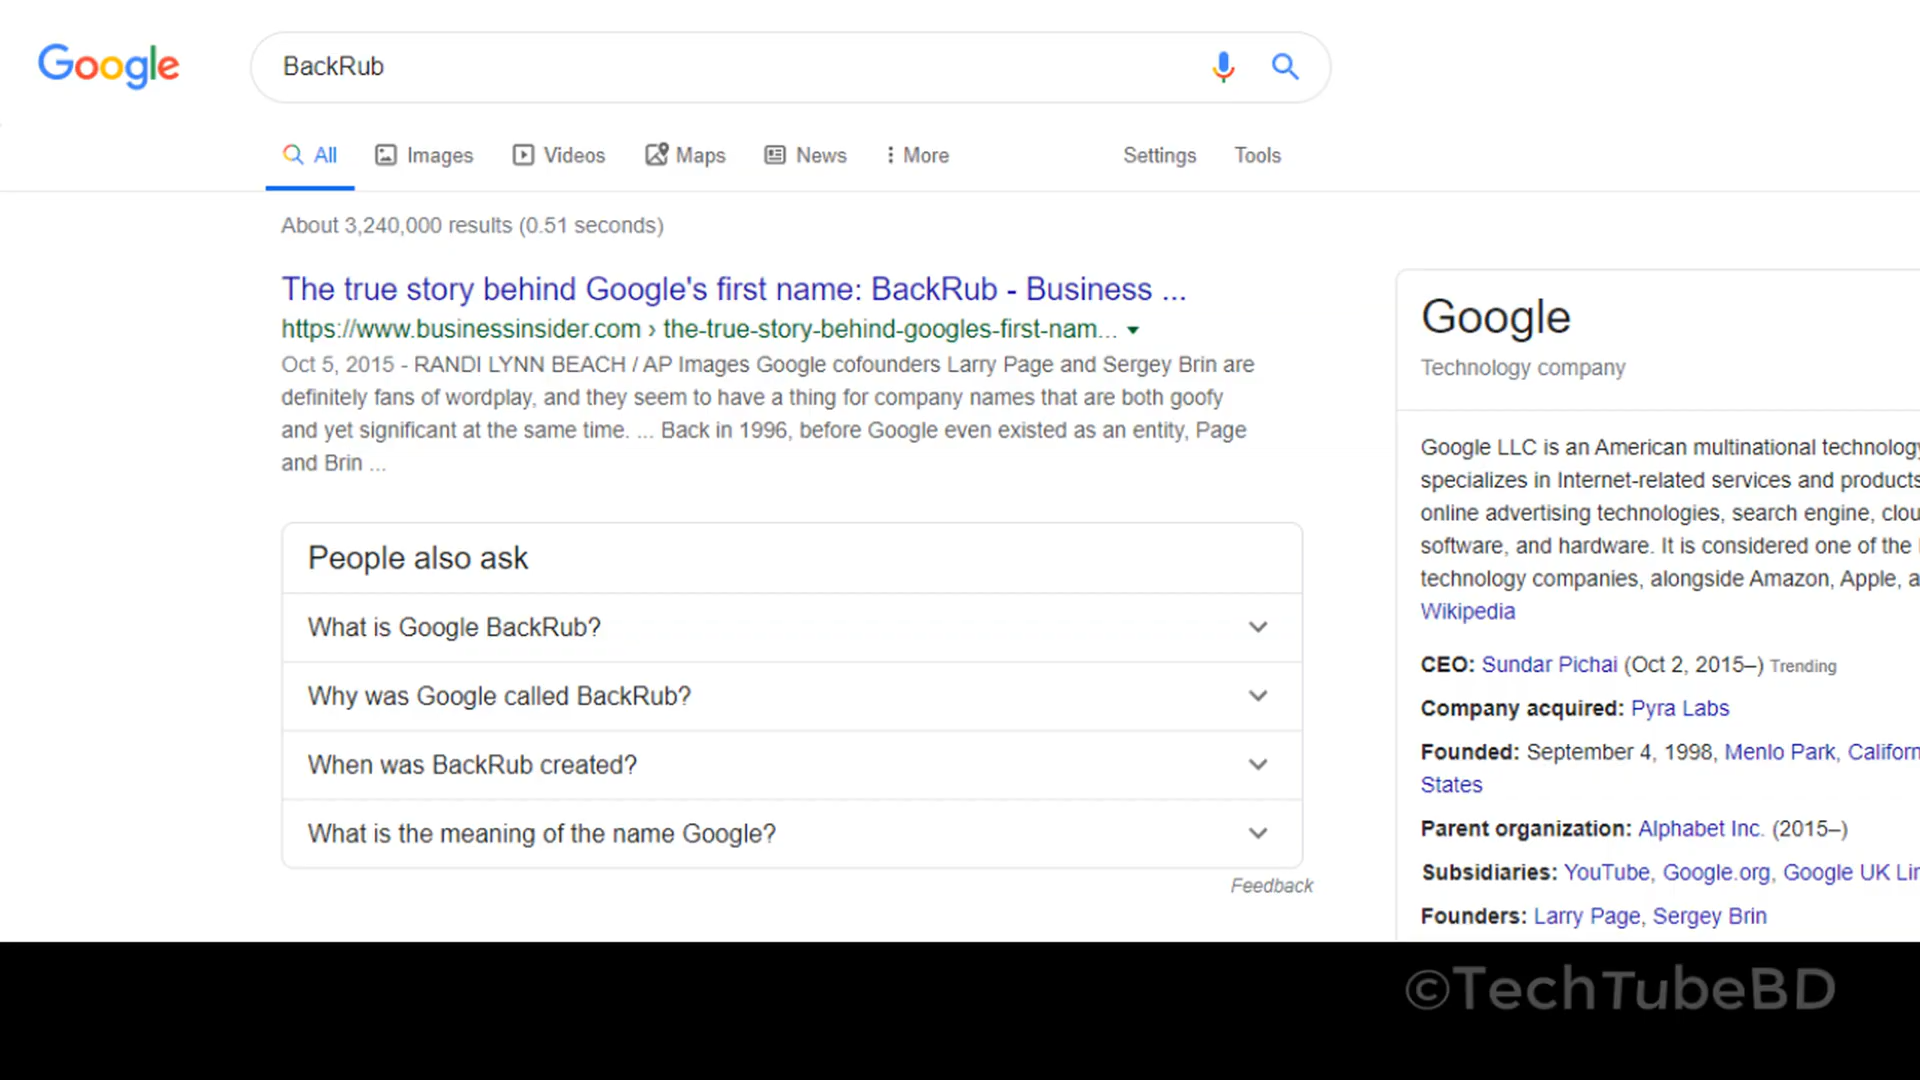 Google
BackRub
All Images Videos Maps News More Settings Tools
About 3,240,000 results (0.51 seconds)
The true story behind Google's first name: BackRub - Business ...
https://www.businessinsider.com › the-true-story-behind-googles-first-nam...
Oct 5, 2015 - RANDI LYNN BEACH / AP Images Google cofounders Larry Page and Sergey Brin are
definitely fans of wordplay, and they seem to have a thing for company names that are both goofy
and yet significant at the same time. ... Back in 1996, before Google even existed as an entity, Page
and Brin ...
People also ask
What is Google BackRub?
Why was Google called BackRub?
When was BackRub created?
What is the meaning of the name Google?
Feedback
Google
Technology company
Google LLC is an American multinational technology
specializes in Internet-related services and products
online advertising technologies, search engine, clou
software, and hardware. It is considered one of the
technology companies, alongside Amazon, Apple, a
Wikipedia
CEO: Sundar Pichai (Oct 2, 2015–) Trending
Company acquired: Pyra Labs
Founded: September 4, 1998, Menlo Park, Californ
States
Parent organization: Alphabet Inc. (2015–)
Subsidiaries: YouTube, Google.org, Google UK Lir
Founders: Larry Page, Sergey Brin
©TechTubeBD